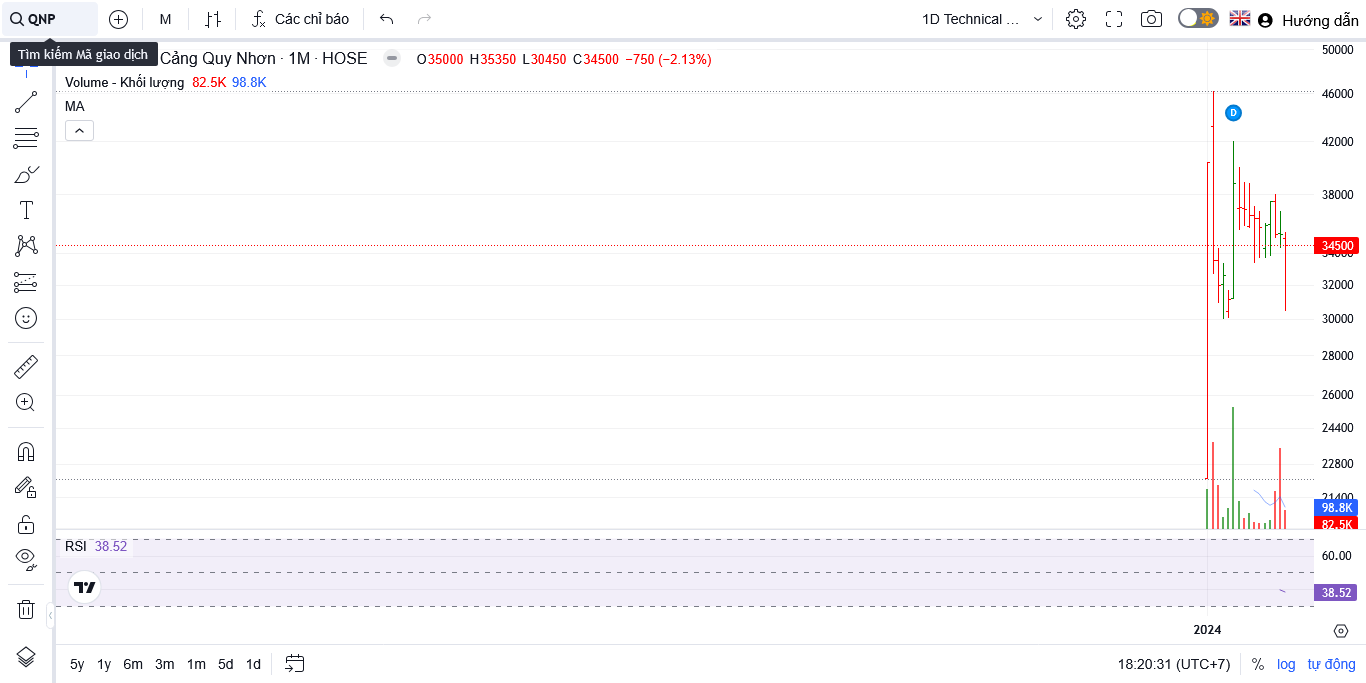 QNP
M
Các chỉ báo
1D Technical ...
Hướng dẫn
Tìm kiếm Mã giao dịch
Cảng Quy Nhơn · 1M · HOSE
O35000 H35350 L30450 C34500 −750 (−2.13%)
Volume - Khối lượng 82.5K 98.8K
MA
D
50000
46000
42000
38000
34500
34000
32000
30000
28000
26000
24400
22800
21400
98.8K
82.5K
RSI 38.52
60.00
38.52
2024
5y 1y 6m 3m 1m 5d 1d
18:20:31 (UTC+7)
% log tự động